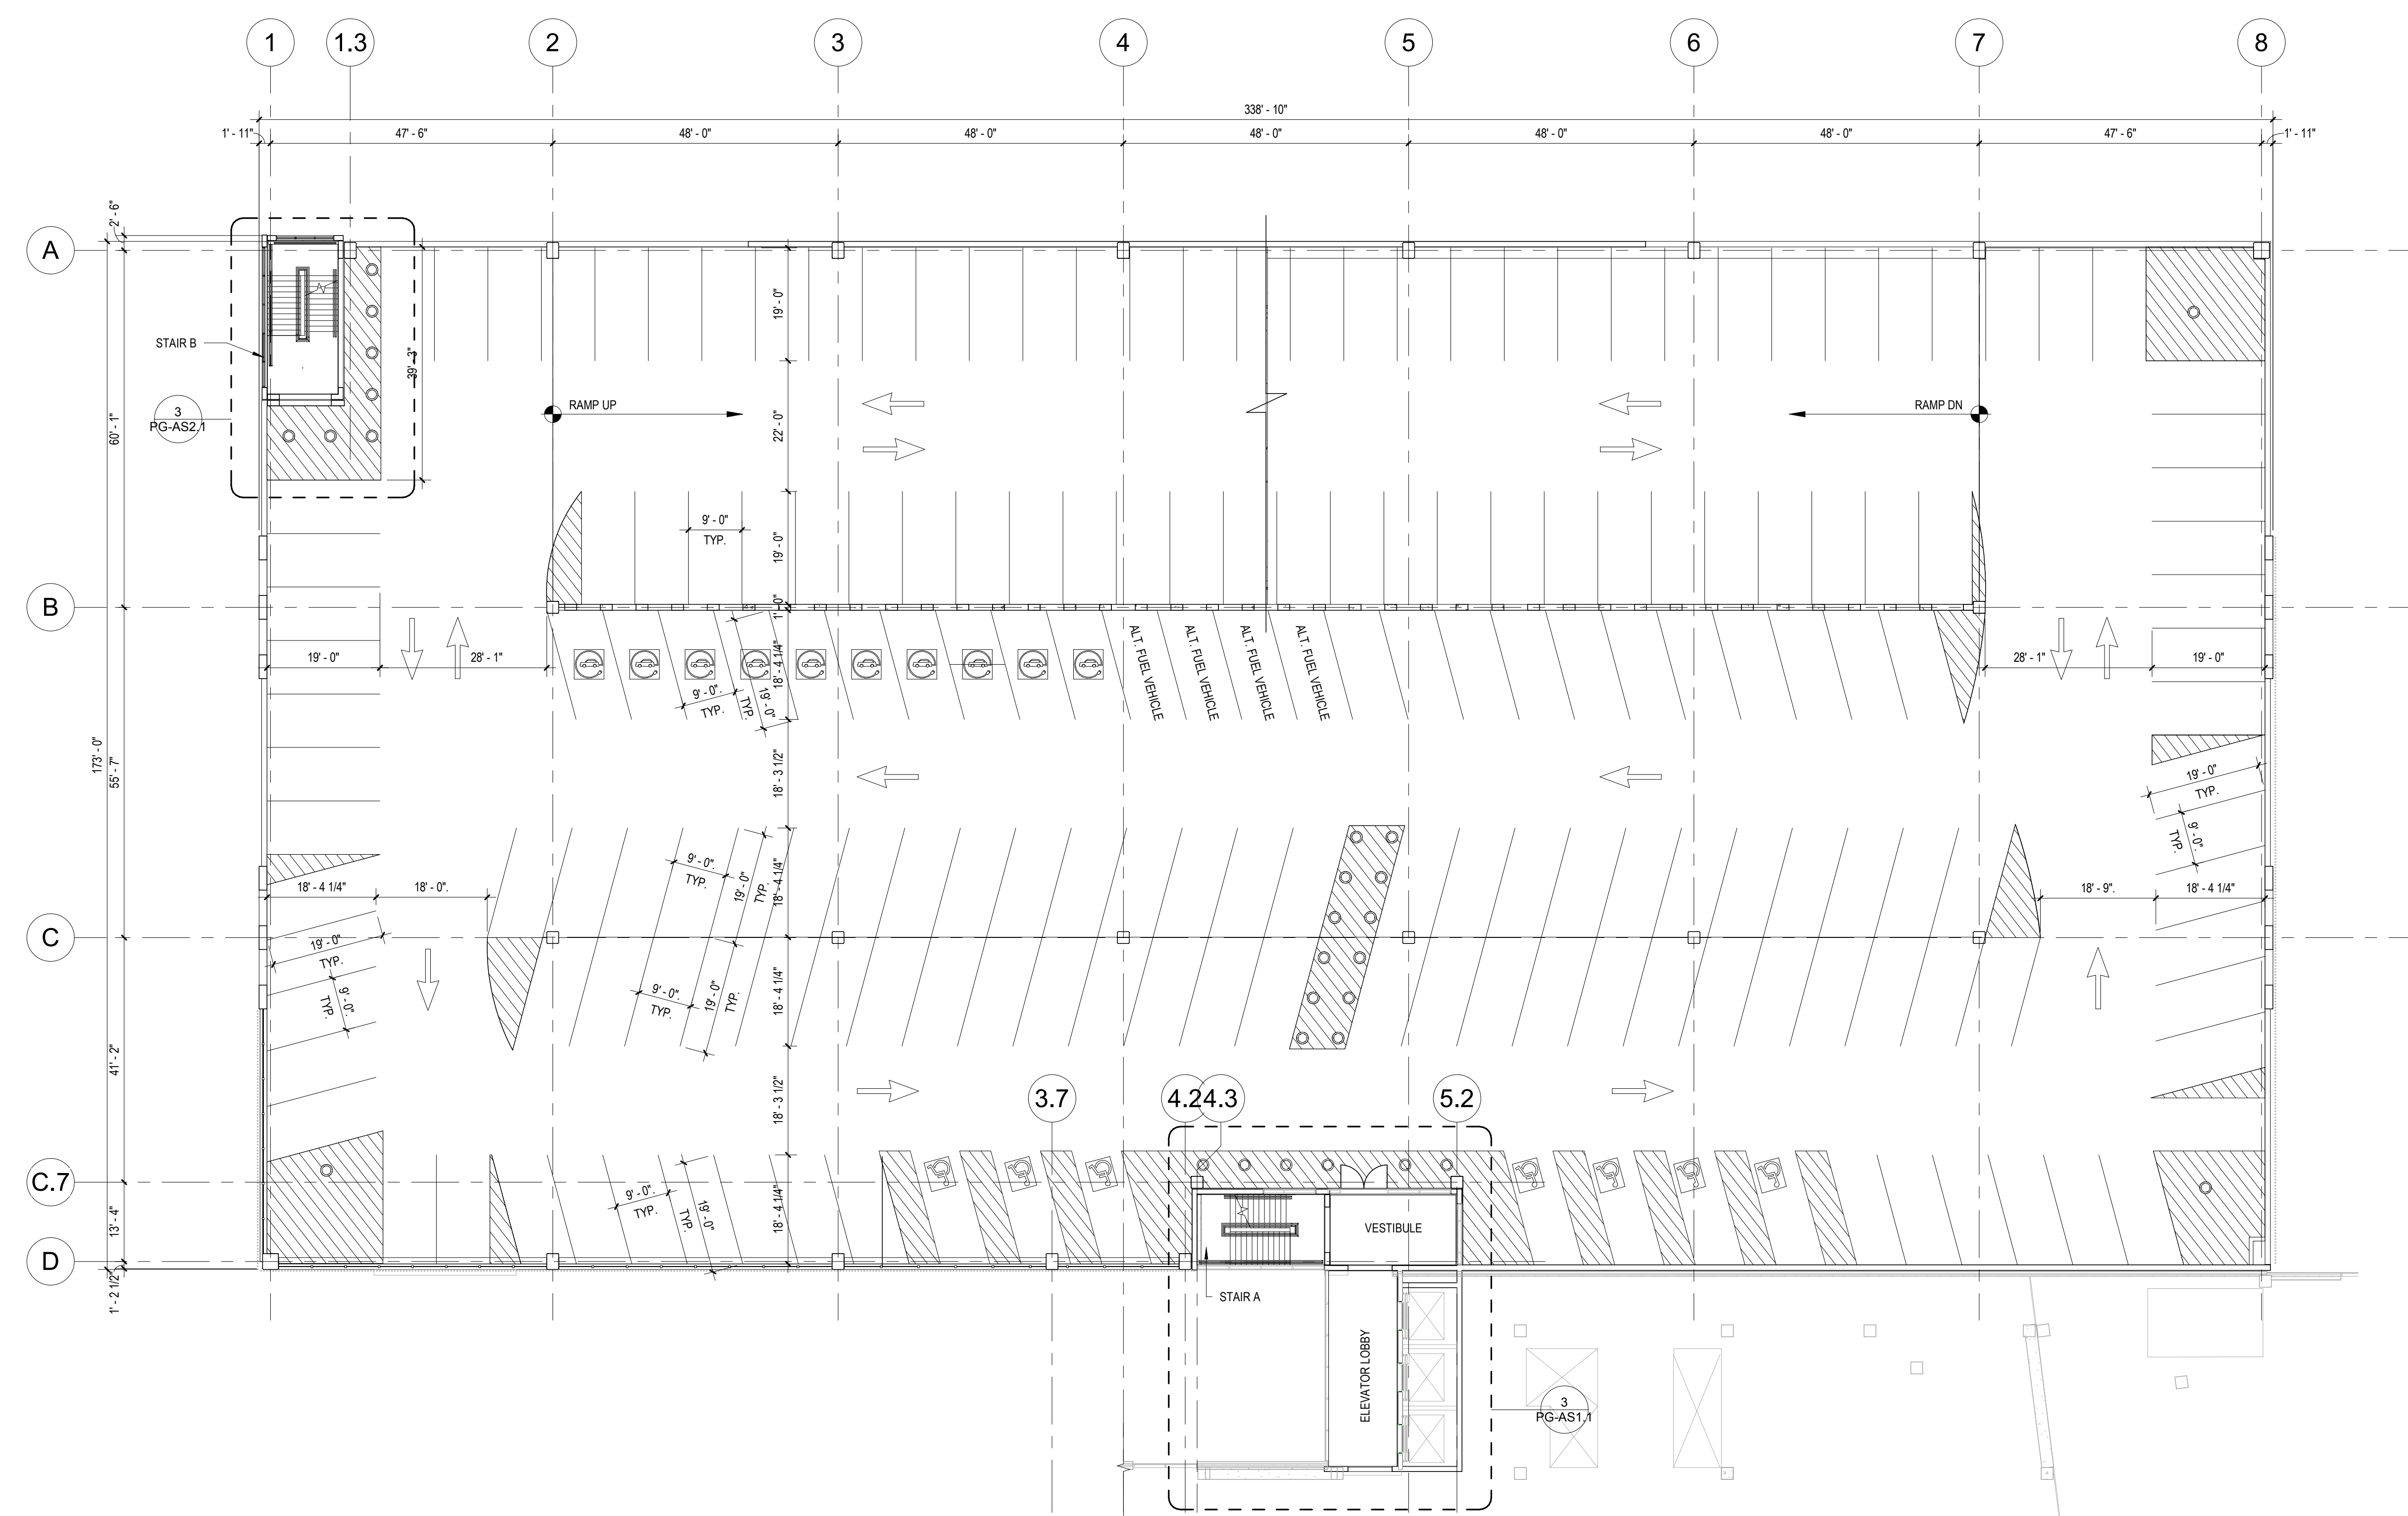 1
1.3
2
3
4
5
6
7
8
338' - 10"
1' - 11"
47' - 6"
48' - 0"
48' - 0"
48' - 0"
48' - 0"
48' - 0"
47' - 6"
1' - 11"
2' - 6"
A
STAIR B
3
PG-AS2.1
39' - 3"
19' - 0"
RAMP UP
RAMP DN
22' - 0"
60' - 1"
9' - 0"
TYP.
19' - 0"
B
1' - 0"
19' - 0"
28' - 1"
18' - 4 1/4"
9' - 0".
TYP.
19' - 0"
TYP.
ALT. FUEL VEHICLE
ALT. FUEL VEHICLE
ALT. FUEL VEHICLE
ALT. FUEL VEHICLE
28' - 1"
19' - 0"
173' - 0"
55' - 7"
18' - 3 1/2"
19' - 0"
TYP.
9' - 0".
TYP.
9' - 0".
TYP.
19' - 0"
TYP.
18' - 4 1/4"
18' - 4 1/4"
18' - 0".
18' - 9".
18' - 4 1/4"
C
19' - 0"
TYP.
9' - 0".
TYP.
9' - 0".
TYP.
19' - 0"
TYP.
18' - 4 1/4"
41' - 2"
18' - 3 1/2"
3.7
4.2
4.3
5.2
C.7
9' - 0".
TYP.
19' - 0"
TYP.
18' - 4 1/4"
13' - 4"
VESTIBULE
D
1' - 2 1/2"
STAIR A
ELEVATOR LOBBY
3
PG-AS1.1